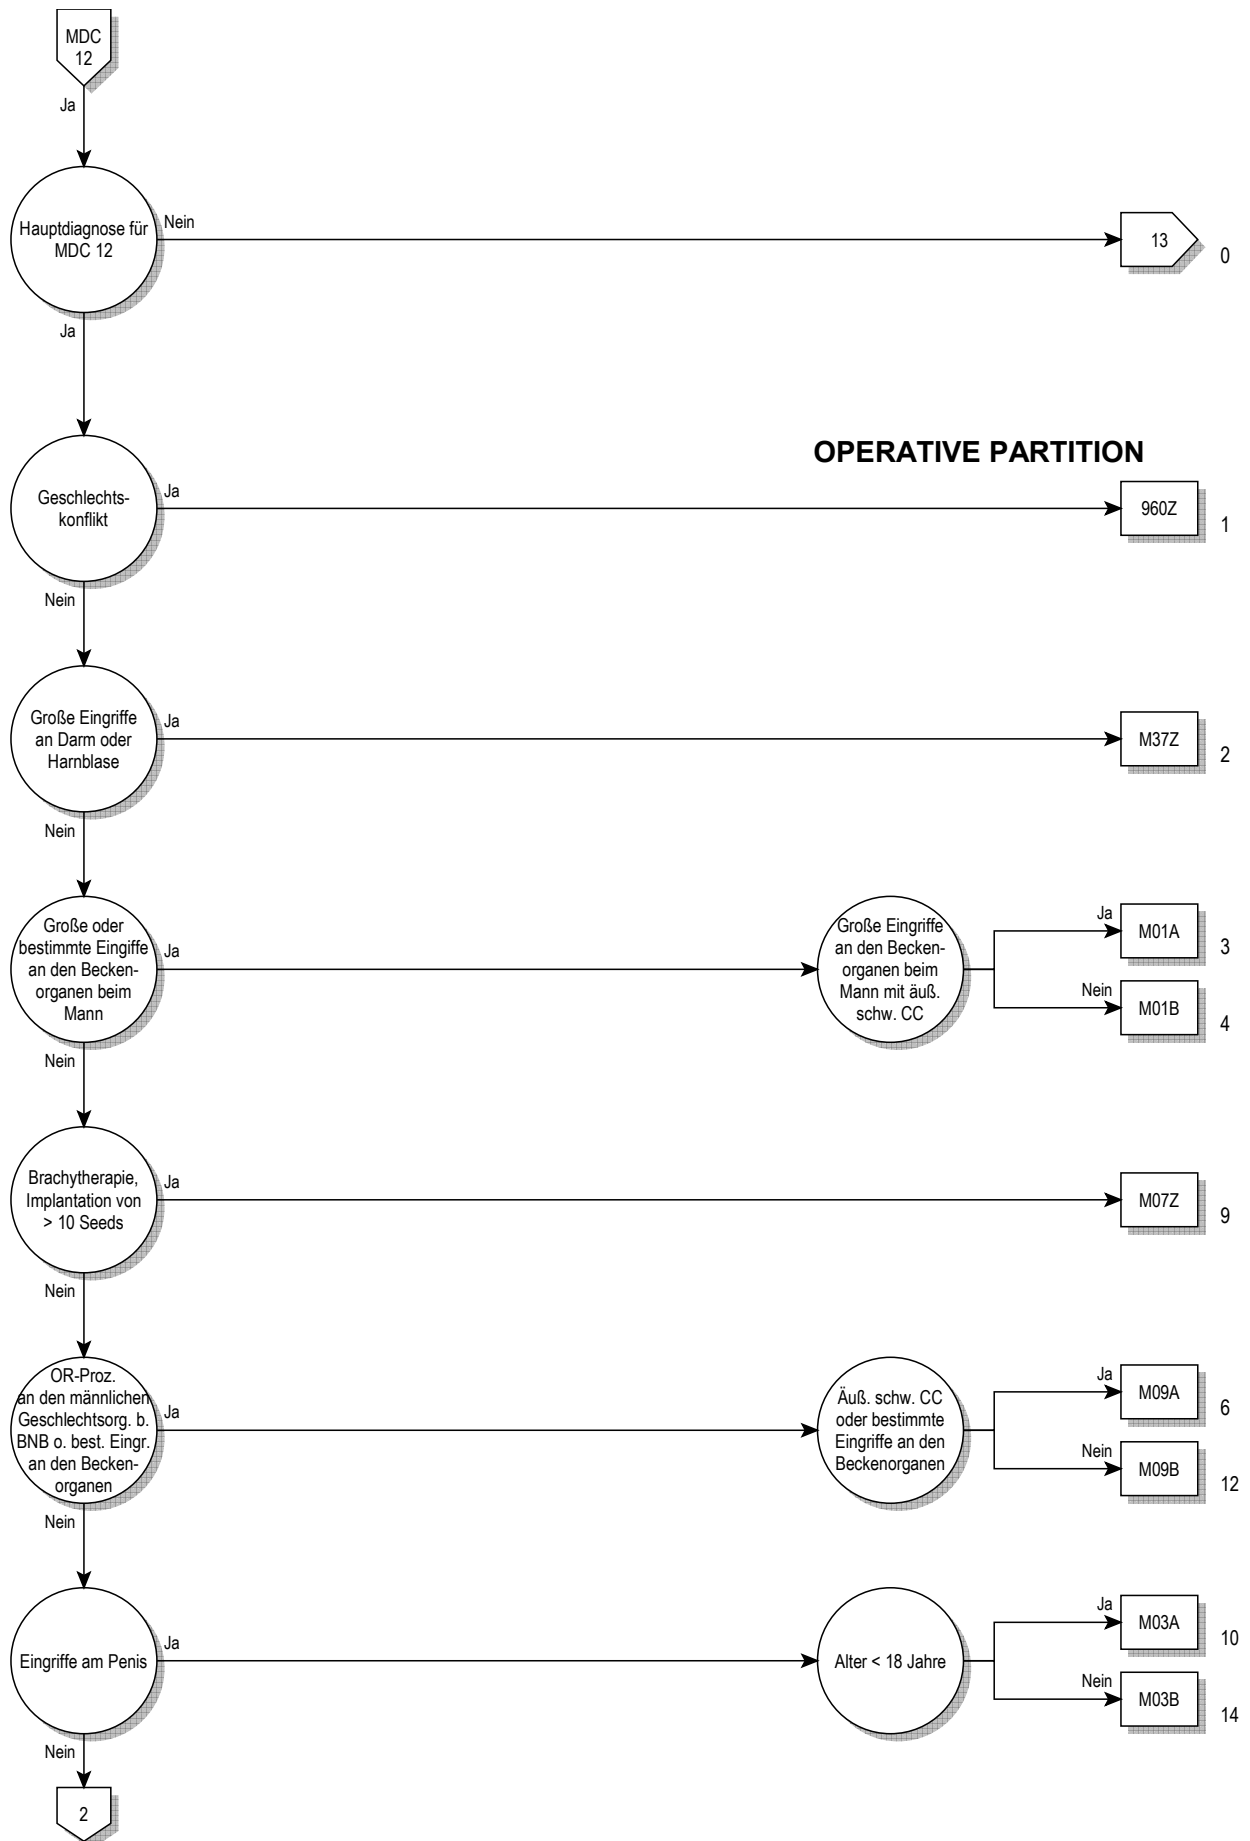 MDC
12
Ja
Hauptdiagnose für
MDC 12
Nein
13
0
Ja
OPERATIVE PARTITION
Geschlechts-
konflikt
Ja
960Z
1
Nein
Große Eingriffe
an Darm oder
Harnblase
Ja
M37Z
2
Nein
Große oder
bestimmte Eingiffe
an den Becken-
organen beim
Mann
Ja
Große Eingriffe
an den Becken-
organen beim
Mann mit äuß.
schw. CC
Ja
M01A
3
Nein
M01B
4
Nein
Brachytherapie,
Implantation von
> 10 Seeds
Ja
M07Z
9
Nein
OR-Proz.
an den männlichen
Geschlechtsorg. b.
BNB o. best. Eingr.
an den Becken-
organen
Ja
Äuß. schw. CC
oder bestimmte
Eingriffe an den
Beckenorganen
Ja
M09A
6
Nein
M09B
12
Nein
Eingriffe am Penis
Ja
Alter < 18 Jahre
Ja
M03A
10
Nein
M03B
14
Nein
2